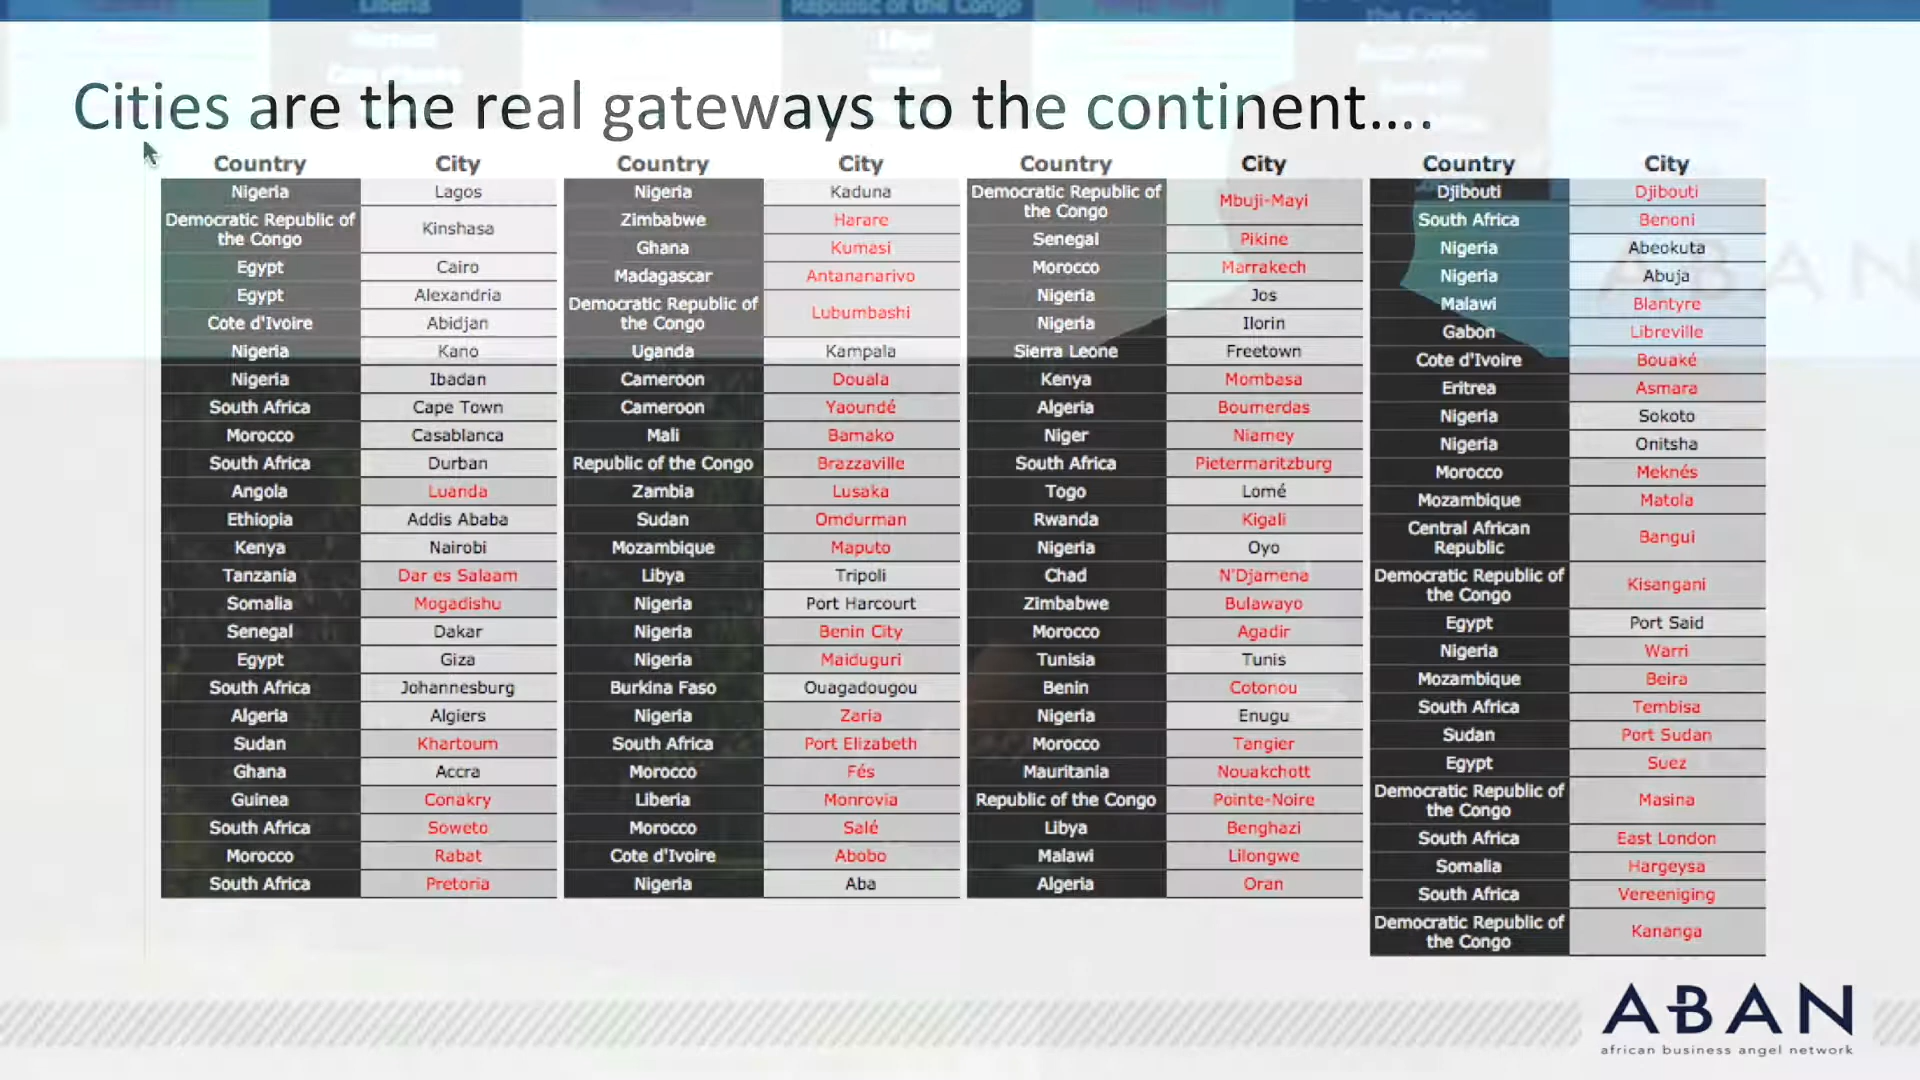 Liberia
Republic of the Congo
the Congo
Cities are the real gateways to the continent....
Country City Country City Country City Country City
Nigeria Lagos
Democratic Republic of
the Congo Kinshasa
Egypt Cairo
Egypt Alexandria
Cote d'Ivoire Abidjan
Nigeria Kano
Nigeria Ibadan
South Africa Cape Town
Morocco Casablanca
South Africa Durban
Angola Luanda
Ethiopia Addis Ababa
Kenya Nairobi
Tanzania Dar es Salaam
Somalia Mogadishu
Senegal Dakar
Egypt Giza
South Africa Johannesburg
Algeria Algiers
Sudan Khartoum
Ghana Accra
Guinea Conakry
South Africa Soweto
Morocco Rabat
South Africa Pretoria
Nigeria Kaduna
Zimbabwe Harare
Ghana Kumasi
Madagascar Antananarivo
Democratic Republic of
the Congo Lubumbashi
Uganda Kampala
Cameroon Douala
Cameroon Yaoundé
Mali Bamako
Republic of the Congo Brazzaville
Zambia Lusaka
Sudan Omdurman
Mozambique Maputo
Libya Tripoli
Nigeria Port Harcourt
Nigeria Benin City
Nigeria Maiduguri
Burkina Faso Ouagadougou
Nigeria Zaria
South Africa Port Elizabeth
Morocco Fés
Liberia Monrovia
Morocco Salé
Cote d'Ivoire Abobo
Nigeria Aba
Democratic Republic of
the Congo Mbuji-Mayi
Senegal Pikine
Morocco Marrakech
Nigeria Jos
Nigeria Ilorin
Sierra Leone Freetown
Kenya Mombasa
Algeria Boumerdas
Niger Niamey
South Africa Pietermaritzburg
Togo Lomé
Rwanda Kigali
Nigeria Oyo
Chad N'Djamena
Zimbabwe Bulawayo
Morocco Agadir
Tunisia Tunis
Benin Cotonou
Nigeria Enugu
Morocco Tangier
Mauritania Nouakchott
Republic of the Congo Pointe-Noire
Libya Benghazi
Malawi Lilongwe
Algeria Oran
Djibouti Djibouti
South Africa Benoni
Nigeria Abeokuta
Nigeria Abuja
Malawi Blantyre
Gabon Libreville
Cote d'Ivoire Bouaké
Eritrea Asmara
Nigeria Sokoto
Nigeria Onitsha
Morocco Meknés
Mozambique Matola
Central African
Republic Bangui
Democratic Republic of
the Congo Kisangani
Egypt Port Said
Nigeria Warri
Mozambique Beira
South Africa Tembisa
Sudan Port Sudan
Egypt Suez
Democratic Republic of
the Congo Masina
South Africa East London
Somalia Hargeysa
South Africa Vereeniging
Democratic Republic of
the Congo Kananga
ABAN
ABAN
african business angel network